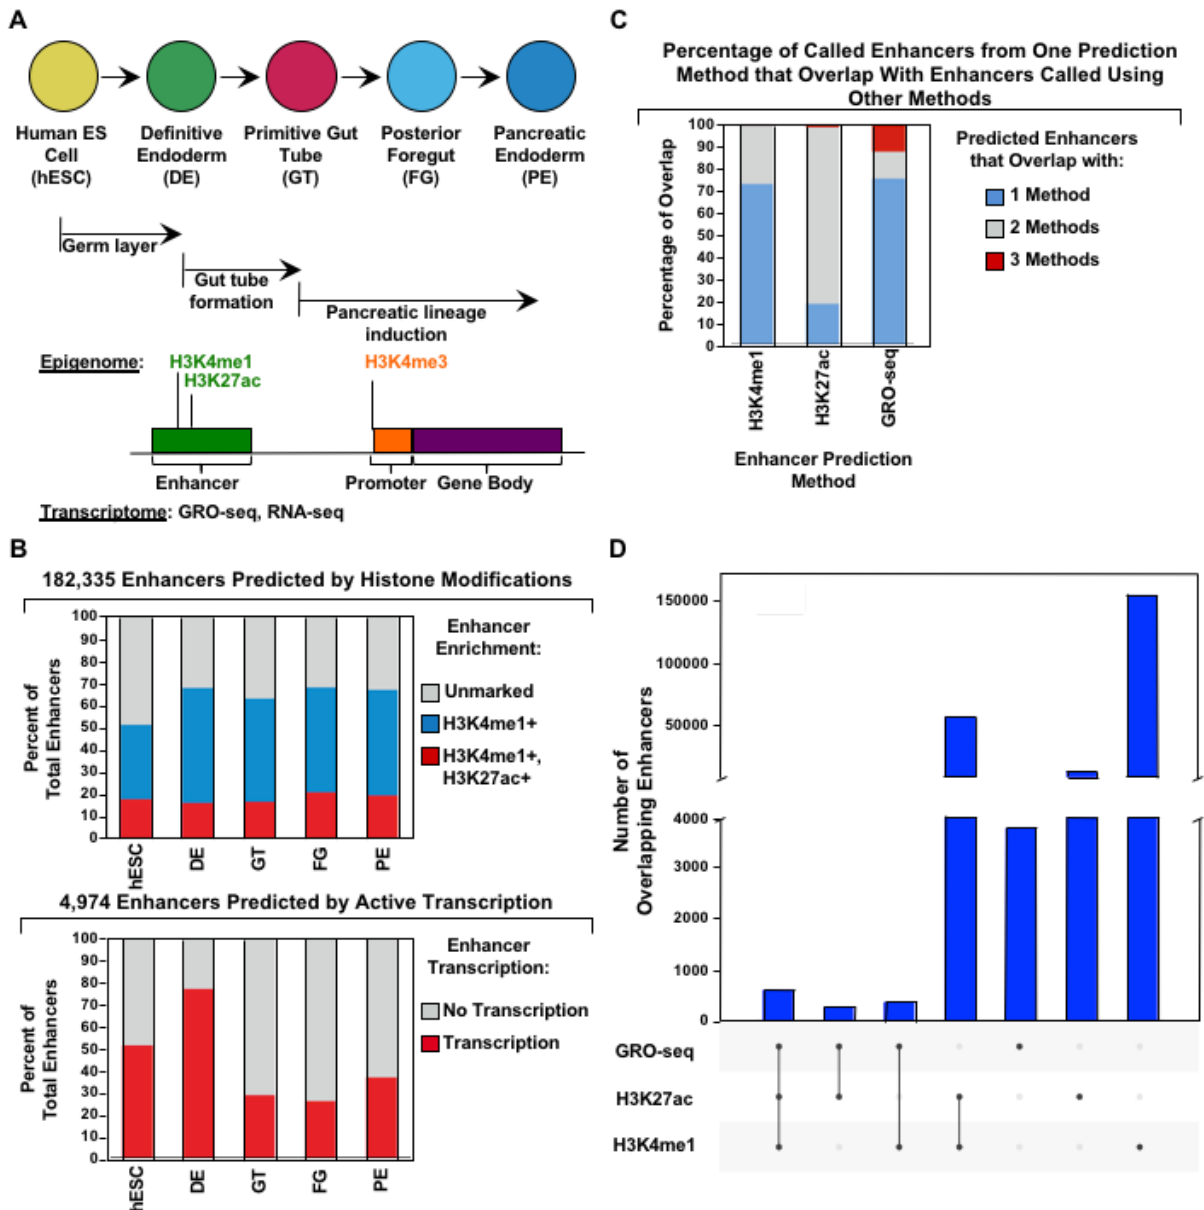 A
Human ES
Cell
(hESC)
Definitive
Endoderm
(DE)
Primitive Gut
Tube
(GT)
Posterior
Foregut
(FG)
Pancreatic
Endoderm
(PE)
Germ layer
Gut tube
formation
Pancreatic lineage
induction
Epigenome:
H3K4me1
H3K27ac
H3K4me3
Enhancer
Promoter
Gene Body
Transcriptome: GRO-seq, RNA-seq
B
182,335 Enhancers Predicted by Histone Modifications
Percent of
Total Enhancers
100
90
80
70
60
50
40
30
20
10
0
hESC
DE
GT
FG
PE
Enhancer
Enrichment:
Unmarked
H3K4me1+
H3K4me1+,
H3K27ac+
4,974 Enhancers Predicted by Active Transcription
Percent of
Total Enhancers
100
90
80
70
60
50
40
30
20
10
0
hESC
DE
GT
FG
PE
Enhancer
Transcription:
No Transcription
Transcription
C
Percentage of Called Enhancers from One Prediction
Method that Overlap With Enhancers Called Using
Other Methods
Percentage of Overlap
100
90
80
70
60
50
40
30
20
10
0
H3K4me1
H3K27ac
GRO-seq
Enhancer Prediction
Method
Predicted Enhancers
that Overlap with:
1 Method
2 Methods
3 Methods
D
Number of
Overlapping Enhancers
150000
100000
50000
4000
3000
2000
1000
0
GRO-seq
H3K27ac
H3K4me1